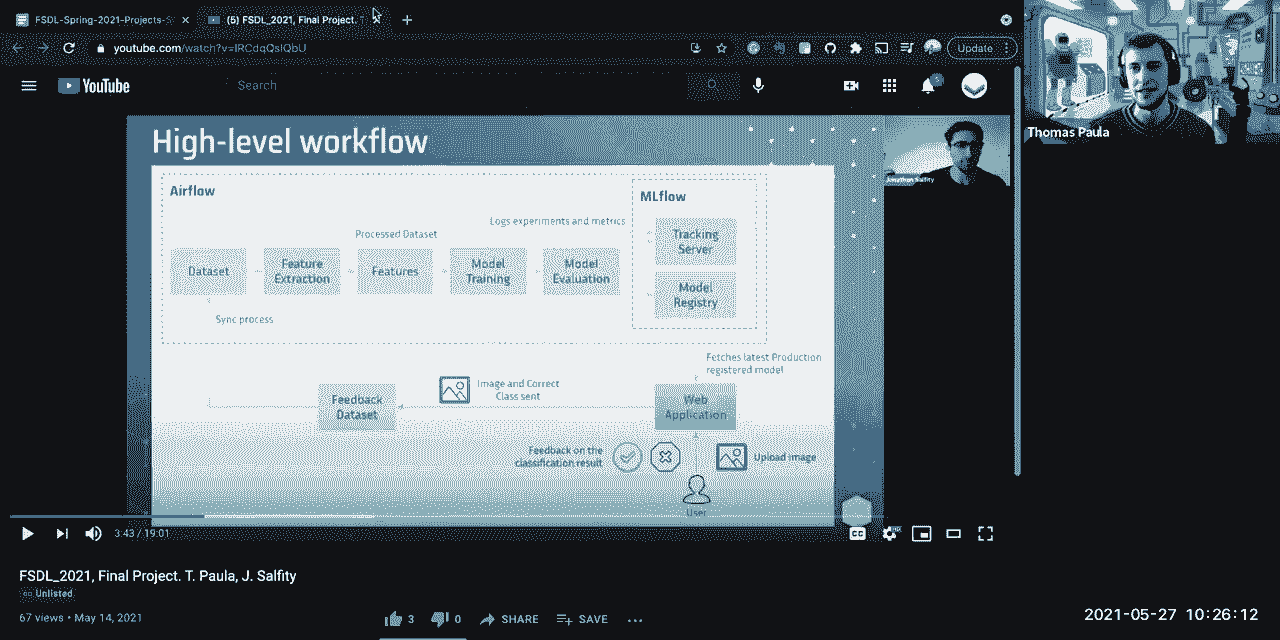 FSDL-Spring-2021-Projects-S
(5) FSDL_2021, Final Project. T
youtube.com/watch?v=IRCdqQsIQbU
Update
YouTube
Search
Thomas Paula
High-level workflow
Jonathan Salfity
Airflow
MLflow
Logs experiments and metrics
Processed Dataset
Tracking
Server
Dataset
Feature
Extraction
Features
Model
Training
Model
Evaluation
Model
Registry
Sync process
Fetches latest Production
registered model
Image and Correct
Class sent
Feedback
Dataset
Web
Application
Feedback on the
classification result
Upload image
User
3:43 / 19:01
CC
FSDL_2021, Final Project. T. Paula, J. Salfity
Unlisted
67 views • May 14, 2021
3
0
SHARE
SAVE
2021-05-27 10:26:12